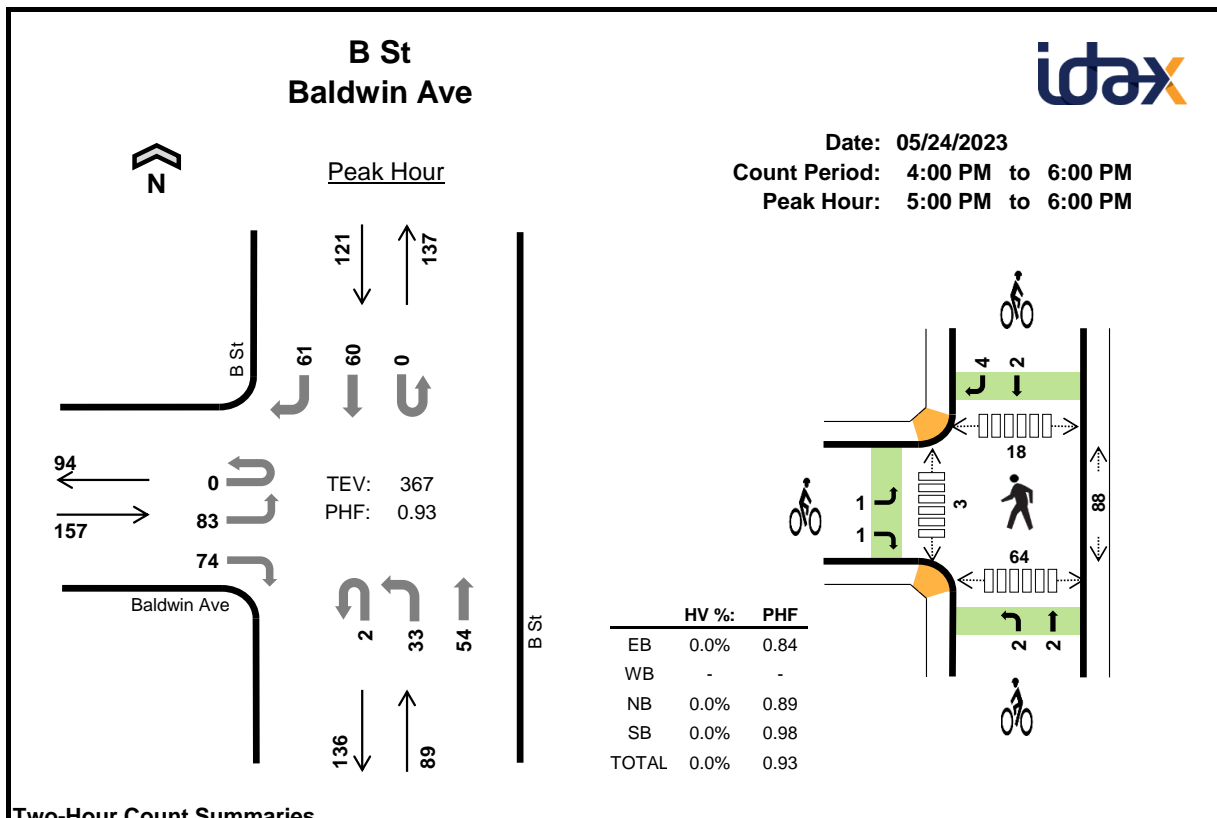 B St
Baldwin Ave
idax
N
Peak Hour
Date: 05/24/2023
Count Period: 4:00 PM to 6:00 PM
Peak Hour: 5:00 PM to 6:00 PM
121
137
B St
61
60
0
94
0
83
157
74
TEV: 367
PHF: 0.93
Baldwin Ave
2
33
54
B St
136
89
HV %: PHF
EB 0.0% 0.84
WB - -
NB 0.0% 0.89
SB 0.0% 0.98
TOTAL 0.0% 0.93
4
2
18
1
1
3
88
64
2
2
Two-Hour Count Summaries